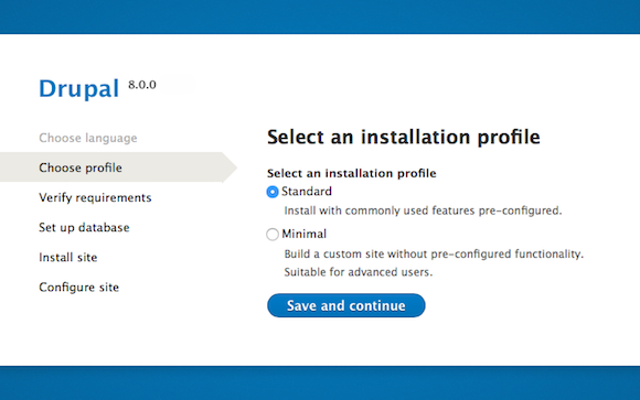 Drupal 8.0.0
Choose language
Choose profile
Verify requirements
Set up database
Install site
Configure site
Select an installation profile
Select an installation profile
Standard
Install with commonly used features pre-configured.
Minimal
Build a custom site without pre-configured functionality.
Suitable for advanced users.
Save and continue